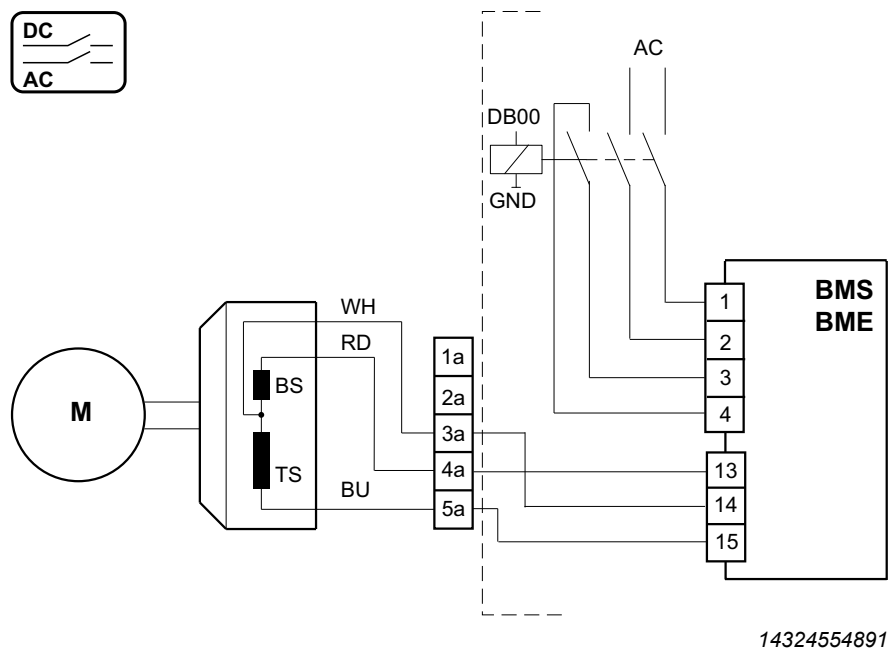 DC
AC
AC
DB00
GND
BMS
BME
1
2
3
4
13
14
15
WH
RD
BS
TS
BU
M
1a
2a
3a
4a
5a
14324554891